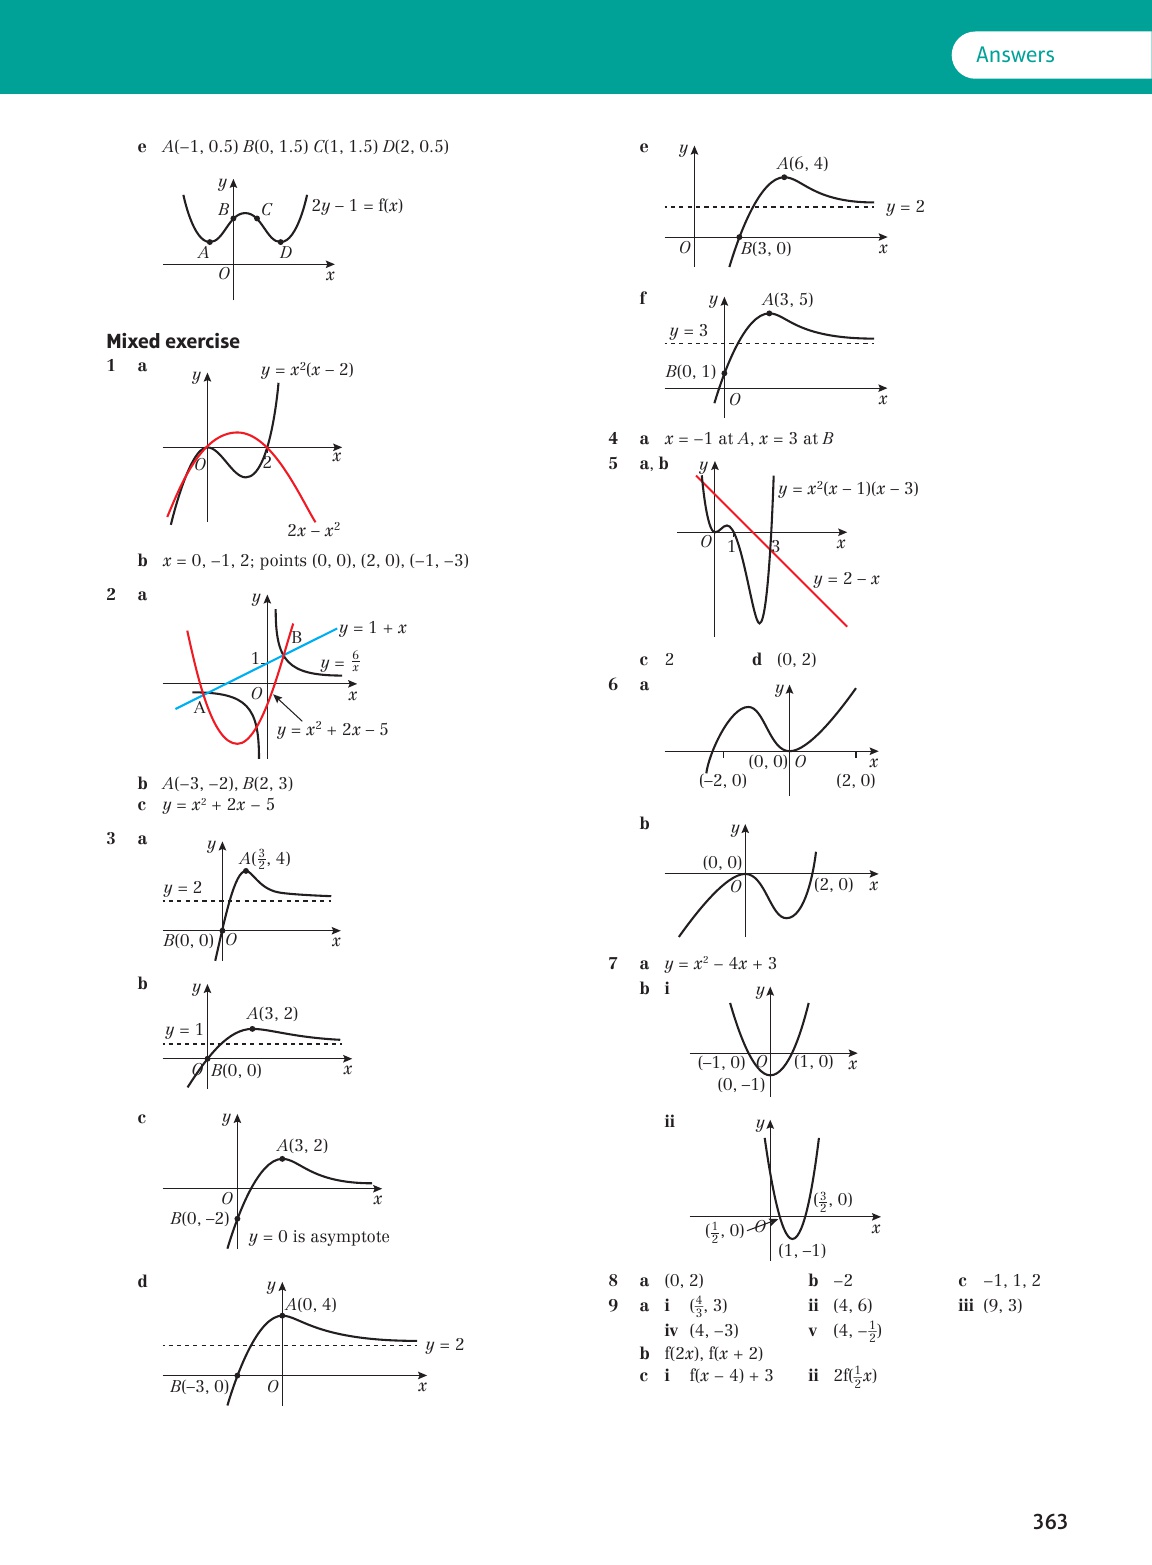 Answers
e A(–1, 0.5) B(0, 1.5) C(1, 1.5) D(2, 0.5)
y
B C 2y – 1 = f(x)
A D
O x
Mixed exercise
1 a
y y = x²(x – 2)
O 2 x
2x – x²
b x = 0, –1, 2; points (0, 0), (2, 0), (–1, –3)
2 a
y
B y = 1 + x
1 y = 6/x
O x
A
y = x² + 2x – 5
b A(–3, –2), B(2, 3)
c y = x² + 2x – 5
3 a
y
A(3/2, 4)
y = 2
B(0, 0) O x
b
y
A(3, 2)
y = 1
O B(0, 0) x
c
y
A(3, 2)
O x
B(0, –2)
y = 0 is asymptote
d
y
A(0, 4)
y = 2
B(–3, 0) O x
e
y
A(6, 4)
y = 2
O B(3, 0) x
f
y A(3, 5)
y = 3
B(0, 1)
O x
4 a x = –1 at A, x = 3 at B
5 a, b
y
y = x²(x – 1)(x – 3)
O 1 3 x
y = 2 – x
c 2 d (0, 2)
6 a
y
(0, 0) O x
(–2, 0) (2, 0)
b
y
(0, 0)
O (2, 0) x
7 a y = x² – 4x + 3
b i
y
(–1, 0) O (1, 0) x
(0, –1)
ii
y
(3/2, 0)
(1/2, 0) O x
(1, –1)
8 a (0, 2) b –2 c –1, 1, 2
9 a i (4/3, 3) ii (4, 6) iii (9, 3)
iv (4, –3) v (4, –1/2)
b f(2x), f(x + 2)
c i f(x – 4) + 3 ii 2f(1/2x)
363